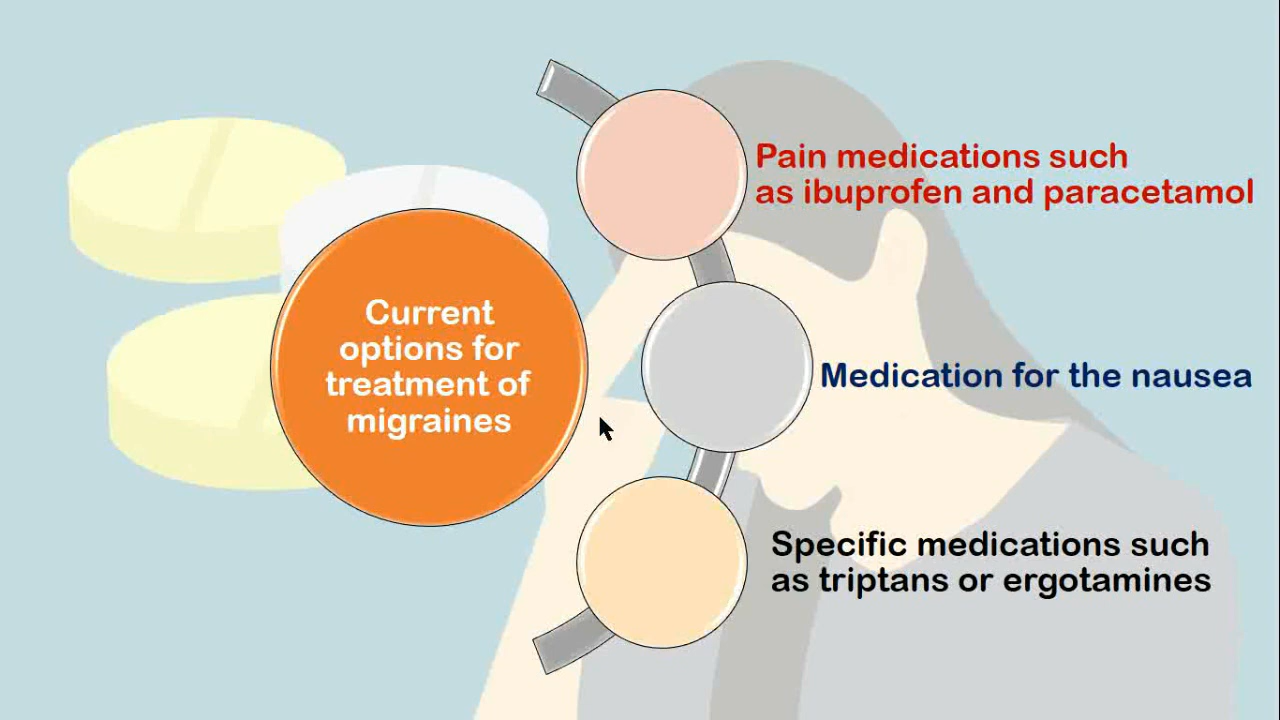 Current
options for
treatment of
migraines
Pain medications such
as ibuprofen and paracetamol
Medication for the nausea
Specific medications such
as triptans or ergotamines